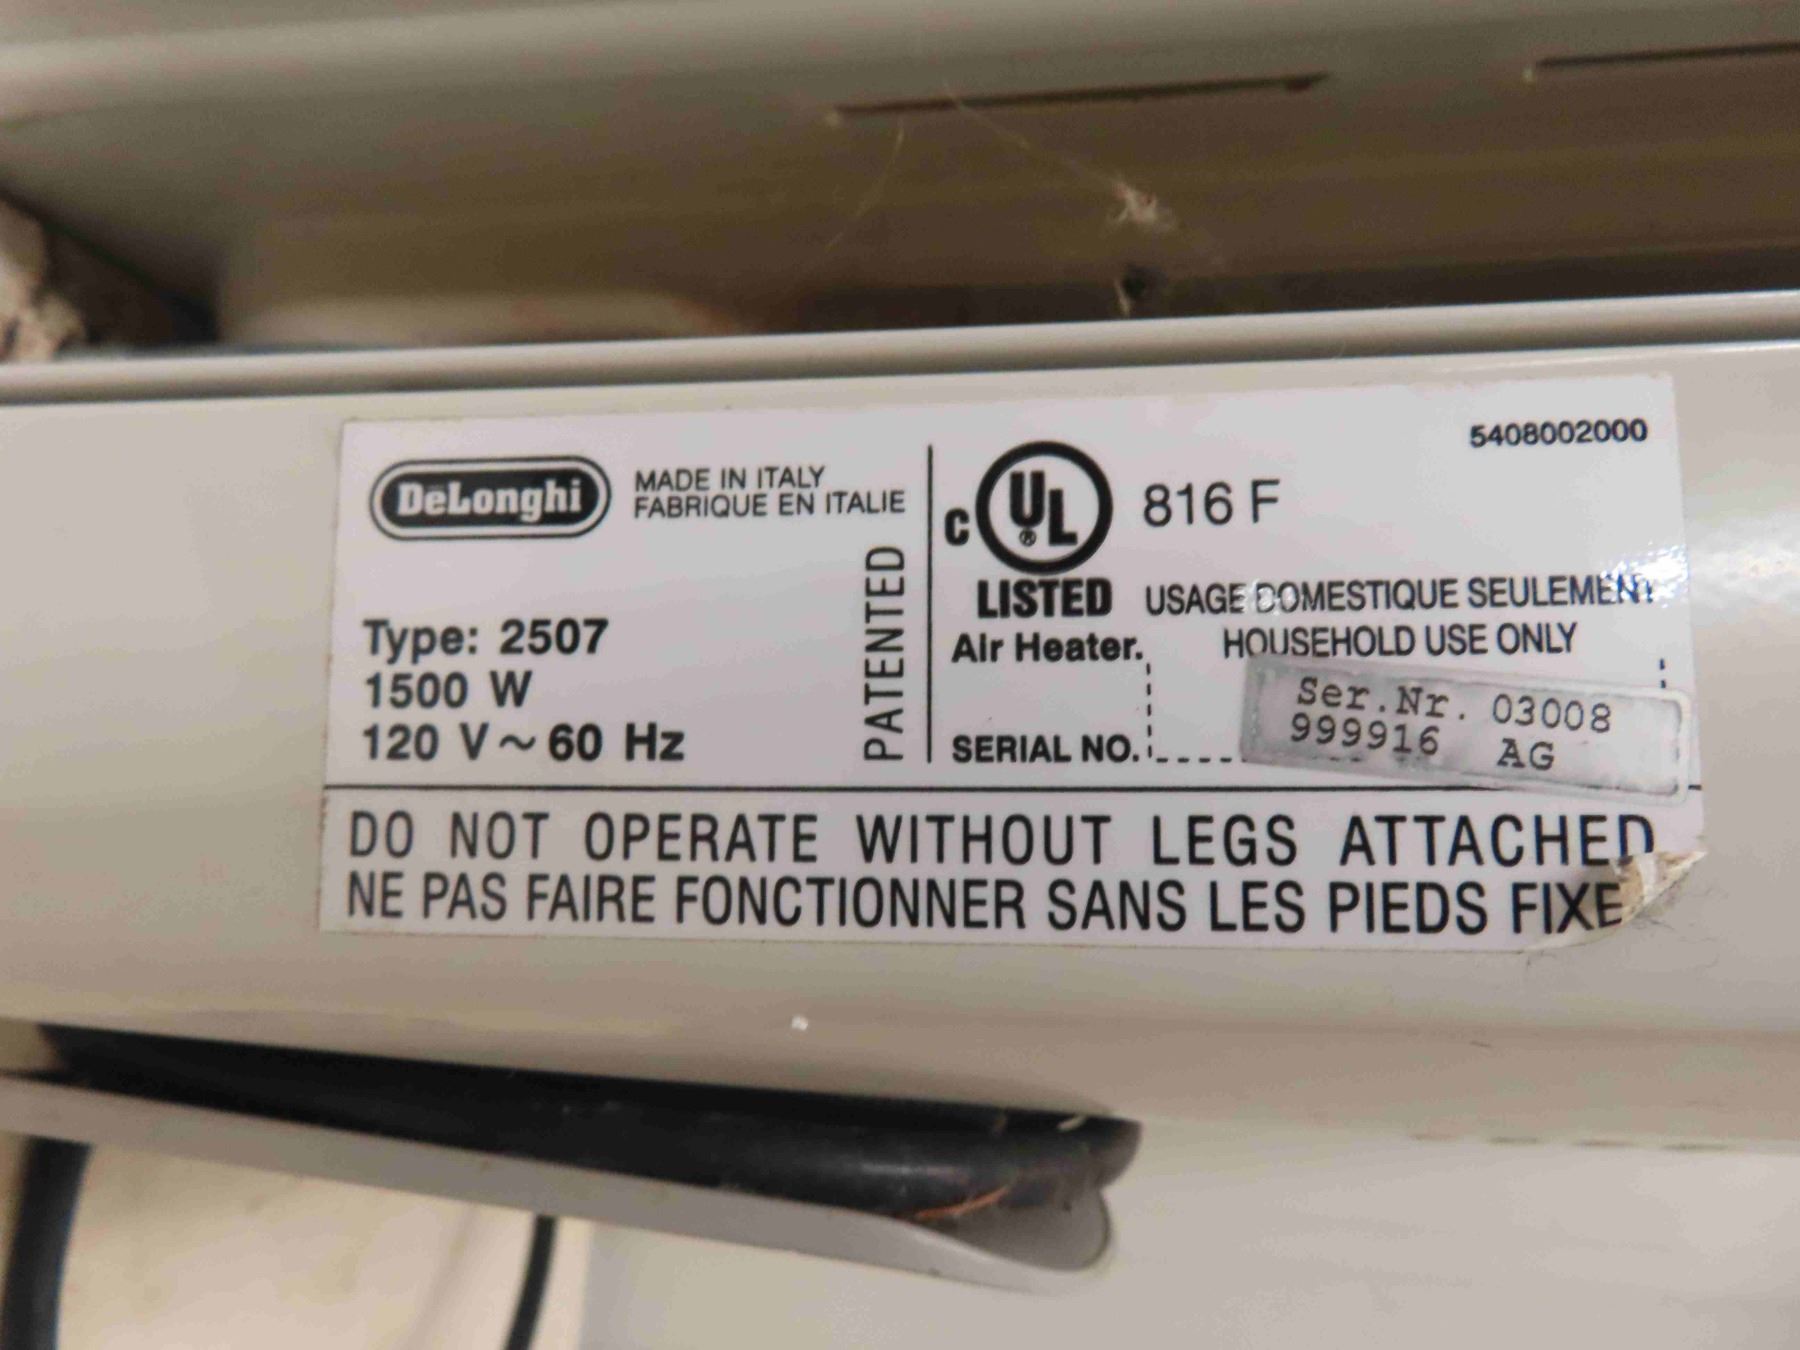 DeLonghi
MADE IN ITALY
FABRIQUE EN ITALIE
Type: 2507
1500 W
120 V ~ 60 Hz
PATENTED
5408002000
C UL ® 816 F
LISTED
Air Heater.
USAGE DOMESTIQUE SEULEMENT
HOUSEHOLD USE ONLY
SERIAL NO.
Ser.Nr. 03008
999916 AG
DO NOT OPERATE WITHOUT LEGS ATTACHED
NE PAS FAIRE FONCTIONNER SANS LES PIEDS FIXE